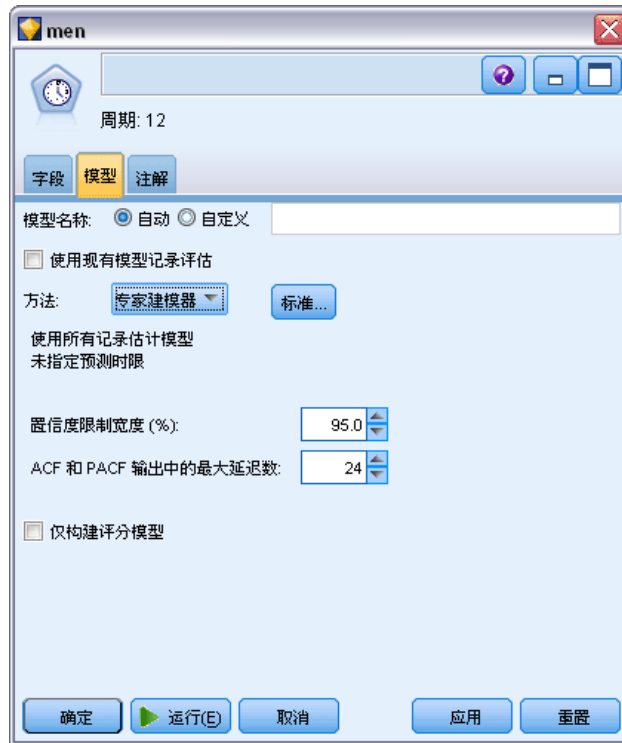 men
周期: 12
字段 模型 注解
模型名称: 自动 自定义
使用现有模型记录评估
方法: 专家建模器 标准...
使用所有记录估计模型
未指定预测时限
置信度限制宽度 (%): 95.0
ACF 和 PACF 输出中的最大延迟数: 24
仅构建评分模型
确定 运行(E) 取消 应用 重置